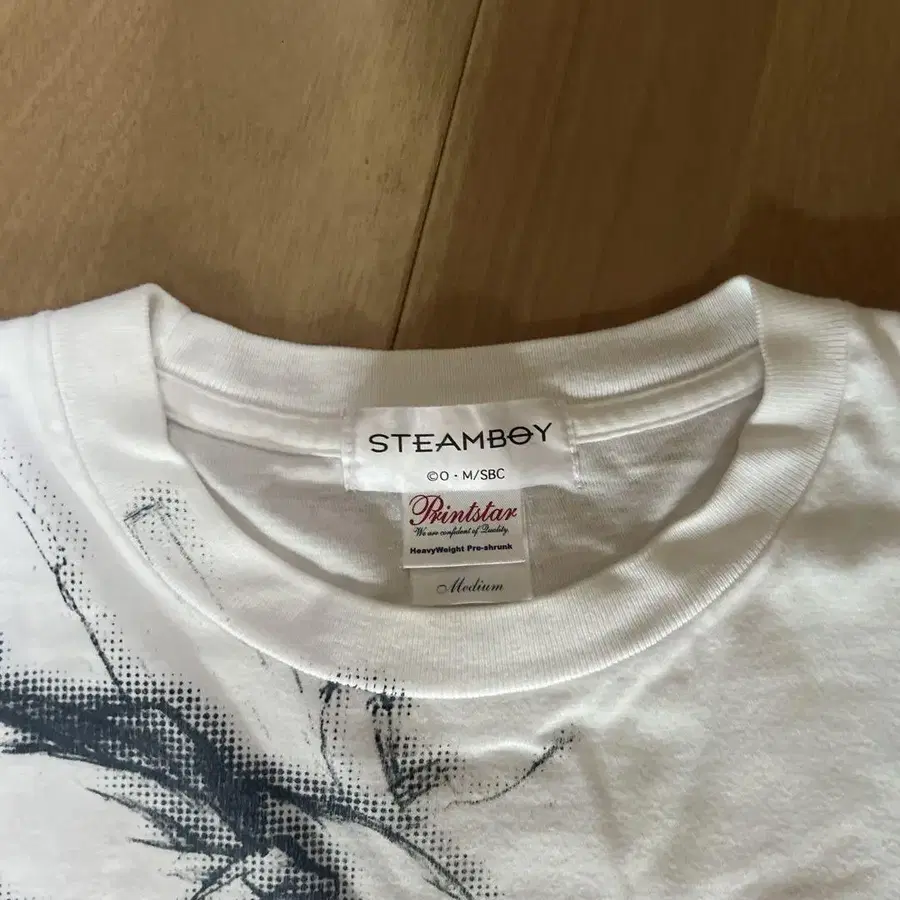 STEAMBOY
©O・M/SBC
Printstar
We are confident of Quality.
HeavyWeight Pre-shrunk
Medium